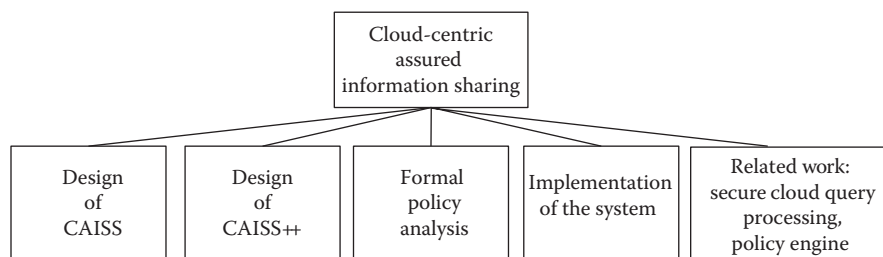 Cloud-centric
assured
information sharing
Design
of
CAISS
Design
of
CAISS++
Formal
policy
analysis
Implementation
of the system
Related work:
secure cloud query
processing,
policy engine